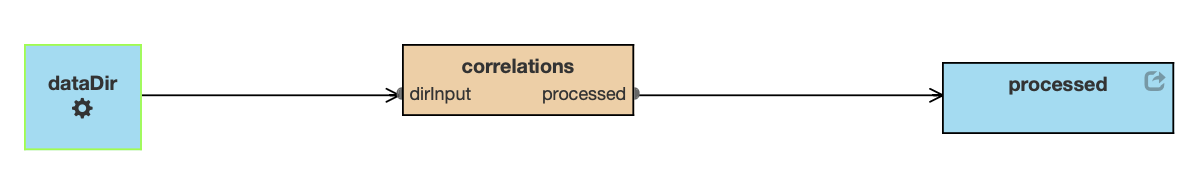 dataDir
correlations
dirInput processed
processed